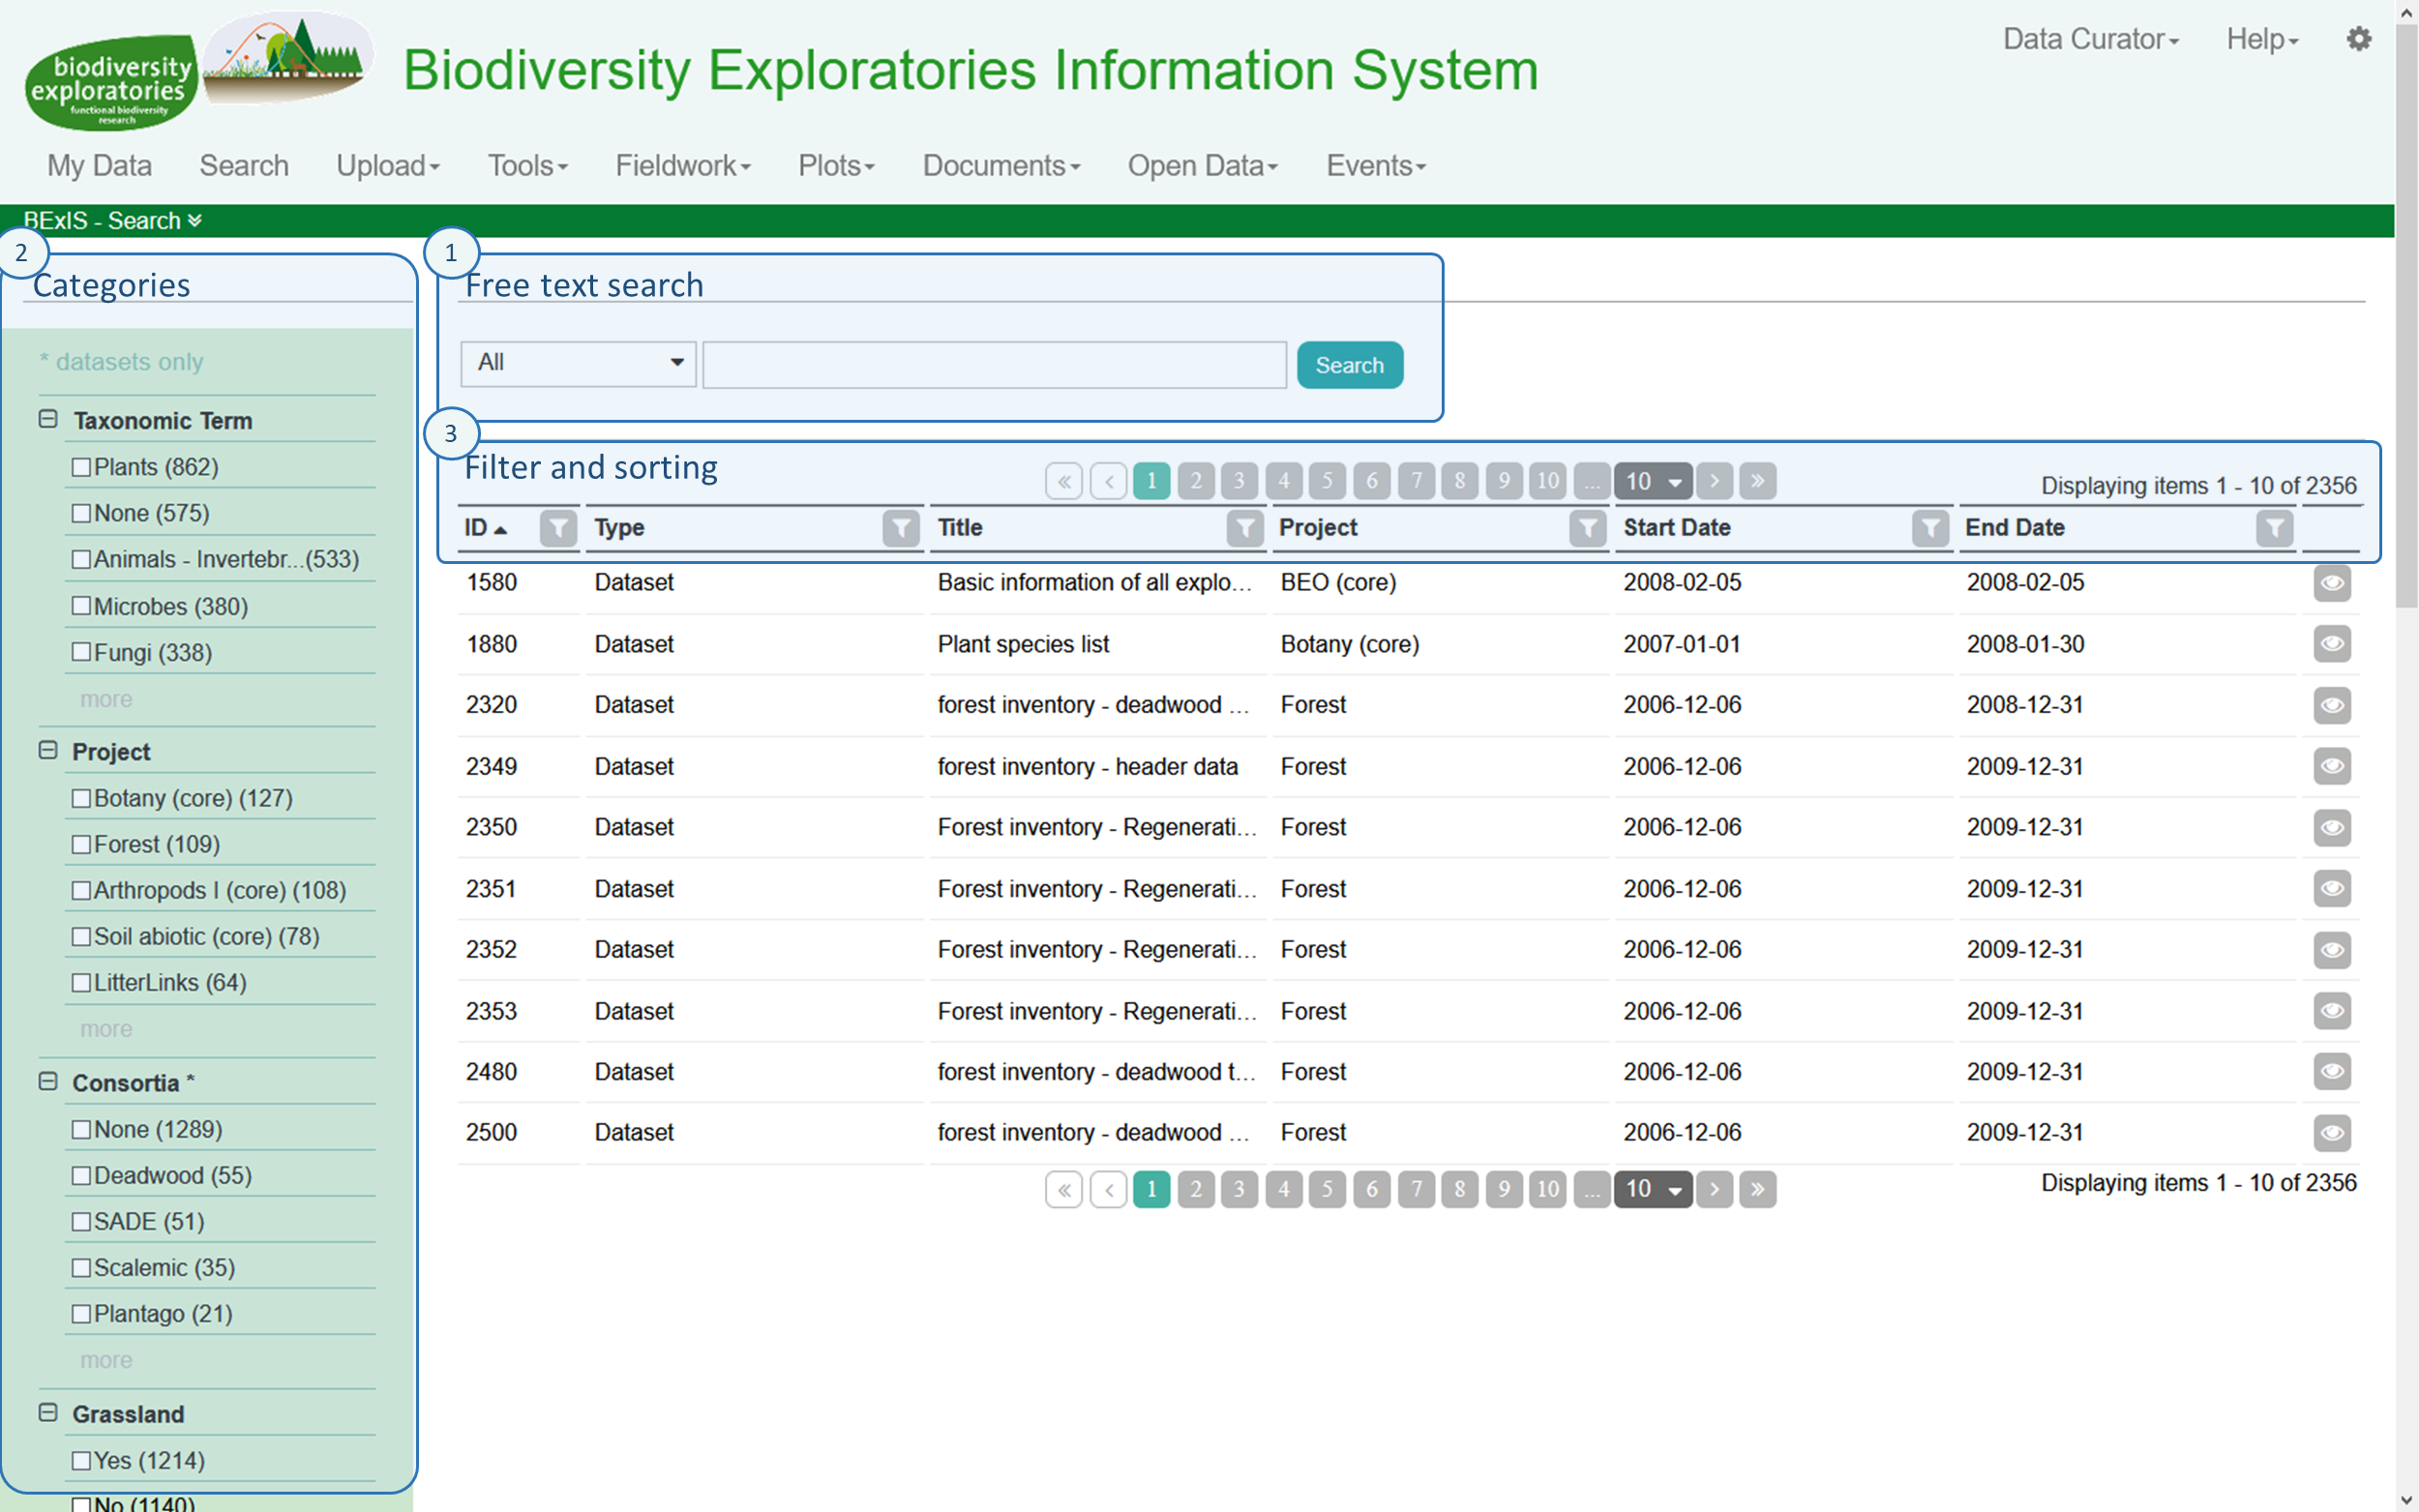 biodiversity
exploratories
functional biodiversity
research
Biodiversity Exploratories Information System
Data Curator
Help
My Data Search Upload Tools Fieldwork Plots Documents Open Data Events
BExIS - Search
2
Categories
* datasets only
Taxonomic Term
Plants (862)
None (575)
Animals - Invertebr...(533)
Microbes (380)
Fungi (338)
more
Project
Botany (core) (127)
Forest (109)
Arthropods I (core) (108)
Soil abiotic (core) (78)
LitterLinks (64)
more
Consortia *
None (1289)
Deadwood (55)
SADE (51)
Scalemic (35)
Plantago (21)
more
Grassland
Yes (1214)
No (1140)
1
Free text search
All
Search
3
Filter and sorting
« ‹ 1 2 3 4 5 6 7 8 9 10 ... 10 › »
Displaying items 1 - 10 of 2356
ID Type Title Project Start Date End Date
1580 Dataset Basic information of all explo... BEO (core) 2008-02-05 2008-02-05
1880 Dataset Plant species list Botany (core) 2007-01-01 2008-01-30
2320 Dataset forest inventory - deadwood ... Forest 2006-12-06 2008-12-31
2349 Dataset forest inventory - header data Forest 2006-12-06 2009-12-31
2350 Dataset Forest inventory - Regenerati... Forest 2006-12-06 2009-12-31
2351 Dataset Forest inventory - Regenerati... Forest 2006-12-06 2009-12-31
2352 Dataset Forest inventory - Regenerati... Forest 2006-12-06 2009-12-31
2353 Dataset Forest inventory - Regenerati... Forest 2006-12-06 2009-12-31
2480 Dataset forest inventory - deadwood t... Forest 2006-12-06 2009-12-31
2500 Dataset forest inventory - deadwood ... Forest 2006-12-06 2009-12-31
« ‹ 1 2 3 4 5 6 7 8 9 10 ... 10 › »
Displaying items 1 - 10 of 2356